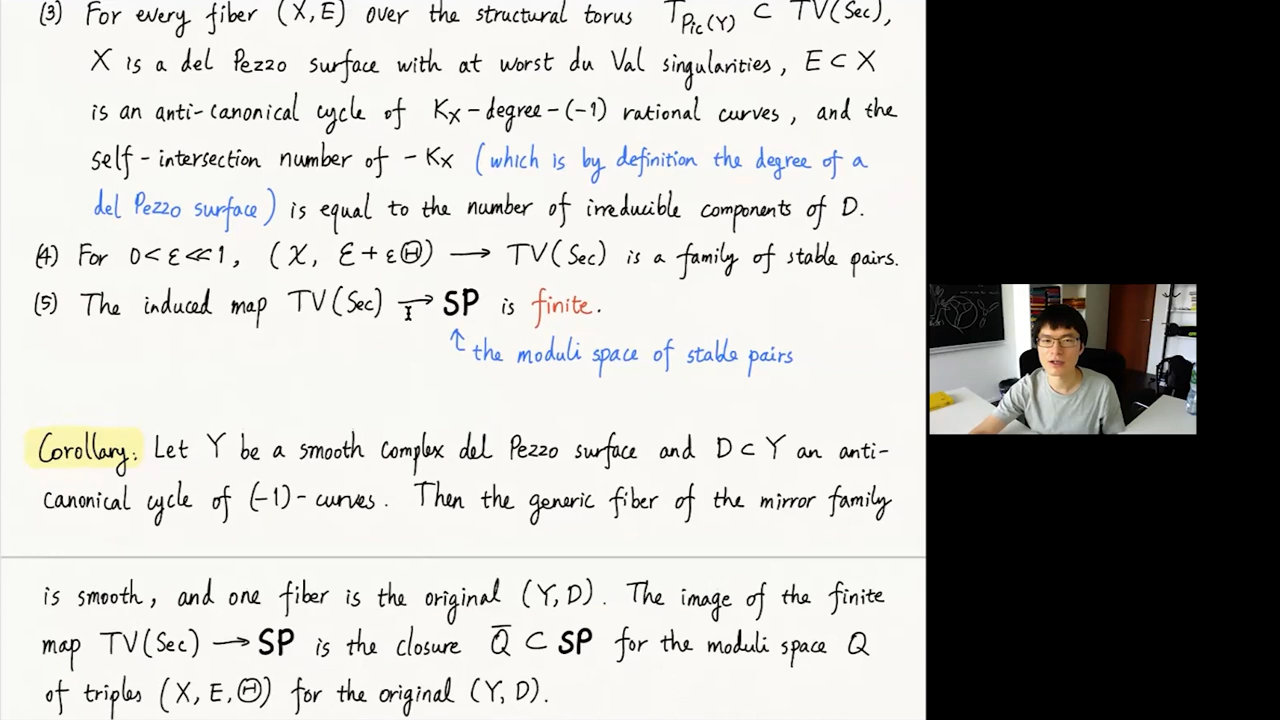 (3) For every fiber (X,E) over the structural torus T_Pic(Y) ⊂ TV(Sec),
X is a del Pezzo surface with at worst du Val singularities, E⊂X
is an anti-canonical cycle of K_X-degree-(-1) rational curves, and the
self-intersection number of -K_X (which is by definition the degree of a
del Pezzo surface) is equal to the number of irreducible components of D.
(4) For 0<ε≪1, (𝒳, ℰ+εΘ) ⟶ TV(Sec) is a family of stable pairs.
(5) The induced map TV(Sec) ⟶ SP is finite.
↑ the moduli space of stable pairs
Corollary: Let Y be a smooth complex del Pezzo surface and D⊂Y an anti-
canonical cycle of (-1)-curves. Then the generic fiber of the mirror family
is smooth, and one fiber is the original (Y,D). The image of the finite
map TV(Sec) ⟶ SP is the closure Q̄ ⊂ SP for the moduli space Q
of triples (X,E,Θ) for the original (Y,D).